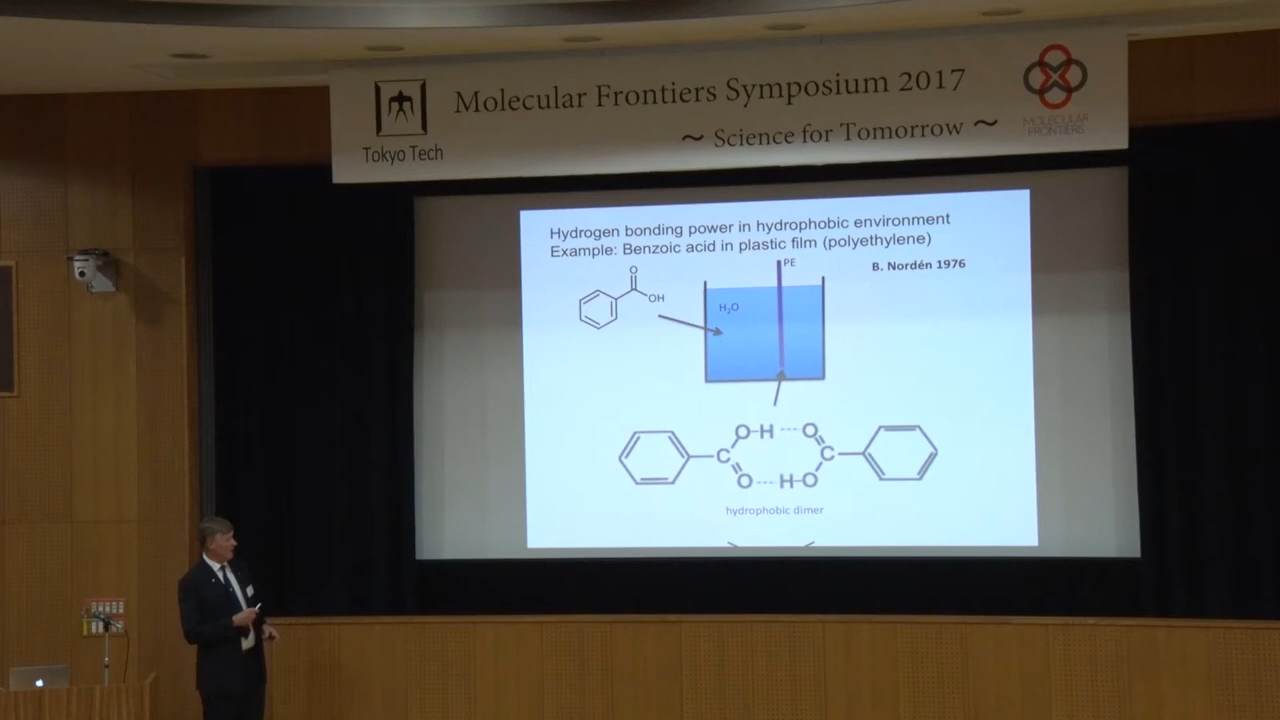 Molecular Frontiers Symposium 2017
~ Science for Tomorrow ~
Tokyo Tech
MOLECULAR
FRONTIERS
Hydrogen bonding power in hydrophobic environment
Example: Benzoic acid in plastic film (polyethylene)
B. Nordén 1976
PE
O
OH
H₂O
O-H ---- O
C
C
O ---- H-O
hydrophobic dimer